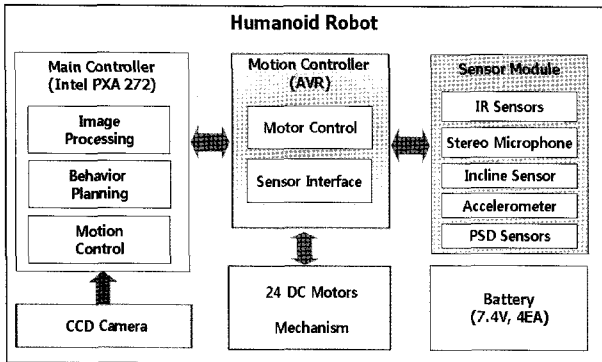 Humanoid Robot
Main Controller
(Intel PXA 272)
Image
Processing
Behavior
Planning
Motion
Control
CCD Camera
Motion Controller
(AVR)
Motor Control
Sensor Interface
24 DC Motors
Mechanism
Sensor Module
IR Sensors
Stereo Microphone
Incline Sensor
Accelerometer
PSD Sensors
Battery
(7.4V, 4EA)